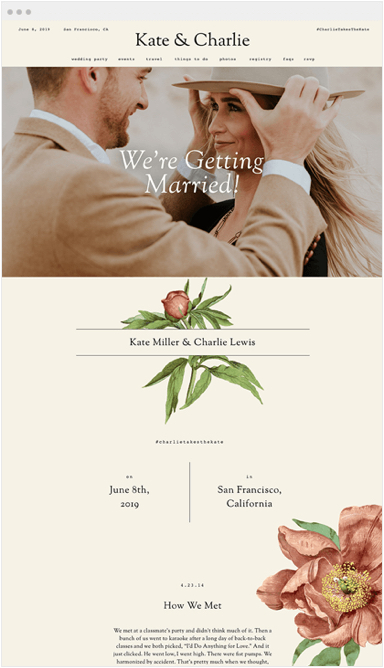 June 8, 2019 San Francisco, CA
Kate & Charlie
#CharlieTakesTheKate
wedding party events travel things to do photos registry faqs rsvp
We're Getting
Married!
Kate Miller & Charlie Lewis
#charlietakesthekate
on
June 8th,
2019
in
San Francisco,
California
4.22.14
How We Met
We met at a classmate's party and didn't think much of it. Then a
bunch of us went to karaoke after a long day of back-to-back
classes and we both picked, "I'd Do Anything for Love." And it
just clicked. He went low, I went high. There were fist pumps. We
harmonized by accident. That's pretty much when we thought,